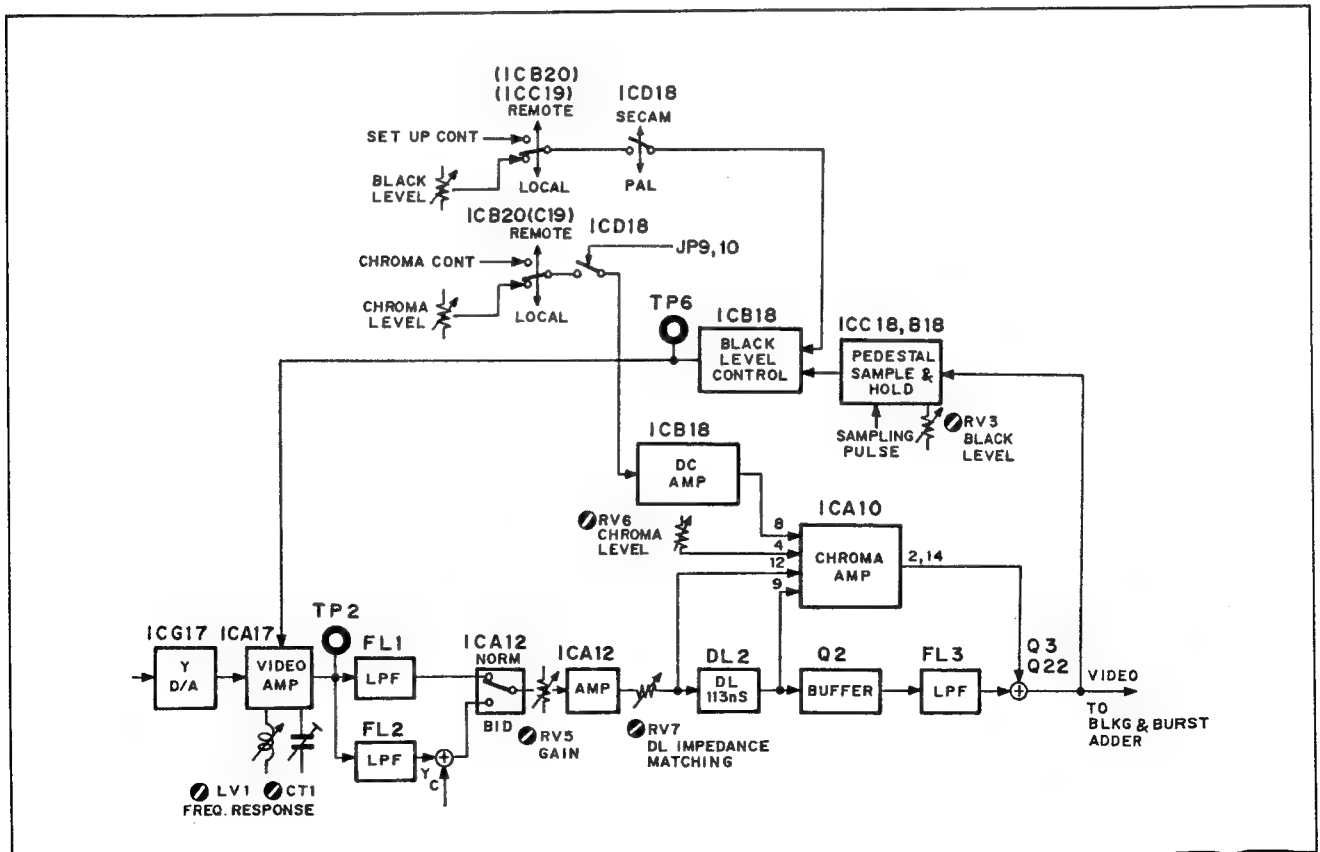 (ICB20)
(ICC19)
REMOTE
ICD18
SECAM
SET UP CONT
BLACK
LEVEL
LOCAL
PAL
ICB20(C19)
REMOTE
ICD18
JP9,10
CHROMA CONT
CHROMA
LEVEL
LOCAL
TP6
ICB18
BLACK
LEVEL
CONTROL
ICC18,B18
PEDESTAL
SAMPLE &
HOLD
SAMPLING
PULSE
RV3
BLACK
LEVEL
ICB18
DC
AMP
RV6
CHROMA
LEVEL
8
4
12
9
ICA10
CHROMA
AMP
2,14
ICG17
Y
D/A
ICA17
VIDEO
AMP
TP2
FL1
LPF
FL2
LPF
Y
C
ICA12
NORM
BID
RV5
GAIN
ICA12
AMP
RV7
DL IMPEDANCE
MATCHING
DL2
DL
113nS
Q2
BUFFER
FL3
LPF
Q3
Q22
VIDEO
TO
BLKG & BURST
ADDER
LV1
CT1
FREQ. RESPONSE